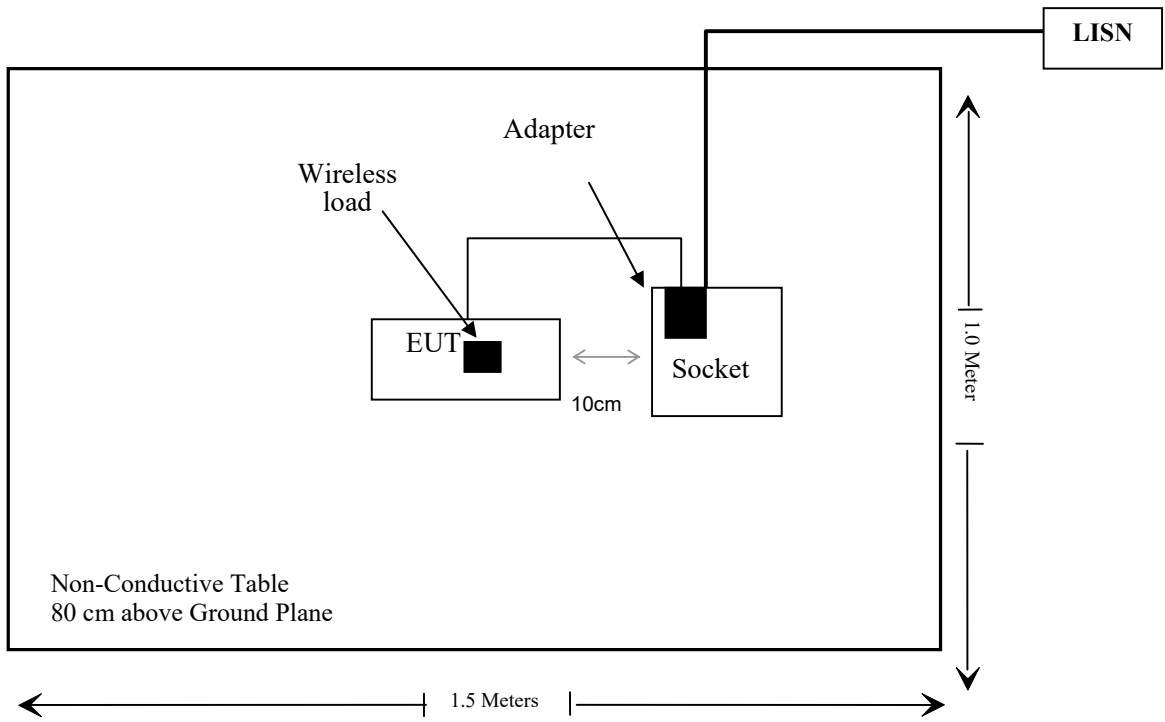 LISN
Adapter
Wireless
load
EUT
Socket
10cm
1.0 Meter
Non-Conductive Table
80 cm above Ground Plane
1.5 Meters